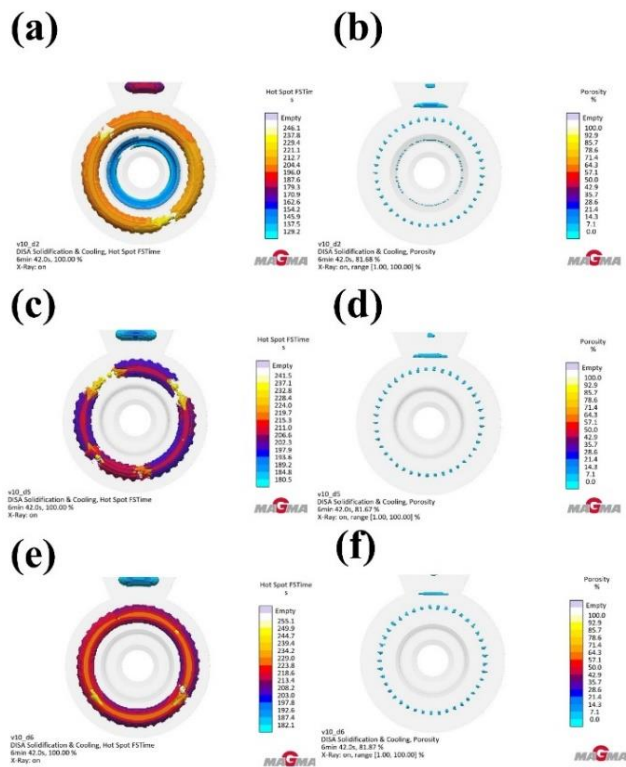 (a)
Hot Spot FSTime
s
Empty
246.1
237.8
229.4
221.1
212.7
204.4
196.0
187.6
179.3
170.9
162.6
154.2
145.9
137.5
129.2
v10_d2
DISA Solidification & Cooling, Hot Spot FSTime
6min 42.0s, 100.00 %
X-Ray: on
MAGMA
(b)
Porosity
%
Empty
100.0
92.9
85.7
78.6
71.4
64.3
57.1
50.0
42.9
35.7
28.6
21.4
14.3
7.1
0.0
v10_d2
DISA Solidification & Cooling, Porosity
6min 42.0s, 81.68 %
X-Ray: on, range [1.00, 100.00] %
MAGMA
(c)
Hot Spot FSTime
s
Empty
241.5
237.1
232.8
228.4
224.0
219.7
215.3
211.0
206.6
202.3
197.9
193.6
189.2
184.8
180.5
v10_d5
DISA Solidification & Cooling, Hot Spot FSTime
6min 42.0s, 100.00 %
X-Ray: on
MAGMA
(d)
Porosity
%
Empty
100.0
92.9
85.7
78.6
71.4
64.3
57.1
50.0
42.9
35.7
28.6
21.4
14.3
7.1
0.0
v10_d5
DISA Solidification & Cooling, Porosity
6min 42.0s, 81.67 %
X-Ray: on, range [1.00, 100.00] %
MAGMA
(e)
Hot Spot FSTime
s
Empty
255.1
249.9
244.7
239.4
234.2
229.0
223.8
218.6
213.4
208.2
203.0
197.8
192.6
187.4
182.1
v10_d6
DISA Solidification & Cooling, Hot Spot FSTime
6min 42.0s, 100.00 %
X-Ray: on
MAGMA
(f)
Porosity
%
Empty
100.0
92.9
85.7
78.6
71.4
64.3
57.1
50.0
42.9
35.7
28.6
21.4
14.3
7.1
0.0
v10_d6
DISA Solidification & Cooling, Porosity
6min 42.0s, 81.87 %
X-Ray: on, range [1.00, 100.00] %
MAGMA